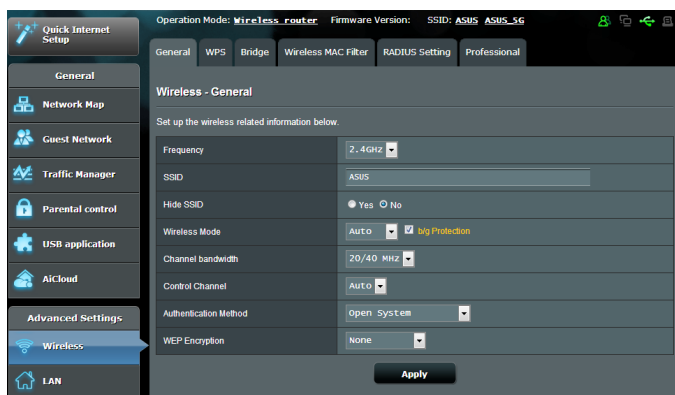 Quick Internet
Setup
Operation Mode: Wireless router Firmware Version: SSID: ASUS ASUS_5G
General WPS Bridge Wireless MAC Filter RADIUS Setting Professional
General
Network Map
Guest Network
Traffic Manager
Parental control
USB application
AiCloud
Advanced Settings
Wireless
LAN
Wireless - General
Set up the wireless related information below.
Frequency 2.4GHz
SSID ASUS
Hide SSID Yes No
Wireless Mode Auto b/g Protection
Channel bandwidth 20/40 MHz
Control Channel Auto
Authentication Method Open System
WEP Encryption None
Apply